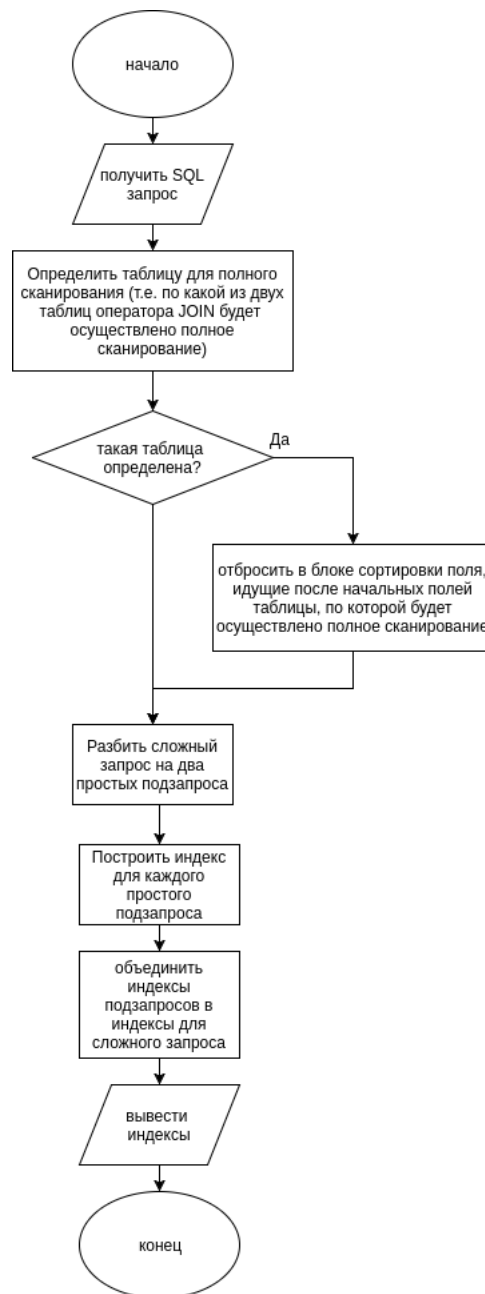 начало
получить SQL
запрос
Определить таблицу для полного
сканирования (т.е. по какой из двух
таблиц оператора JOIN будет
осуществлено полное
сканирование)
такая таблица
определена?
Да
отбросить в блоке сортировки поля,
идущие после начальных полей
таблицы, по которой будет
осуществлено полное сканирование
Разбить сложный
запрос на два
простых подзапроса
Построить индекс
для каждого
простого
подзапроса
объединить
индексы
подзапросов в
индексы для
сложного запроса
вывести
индексы
конец